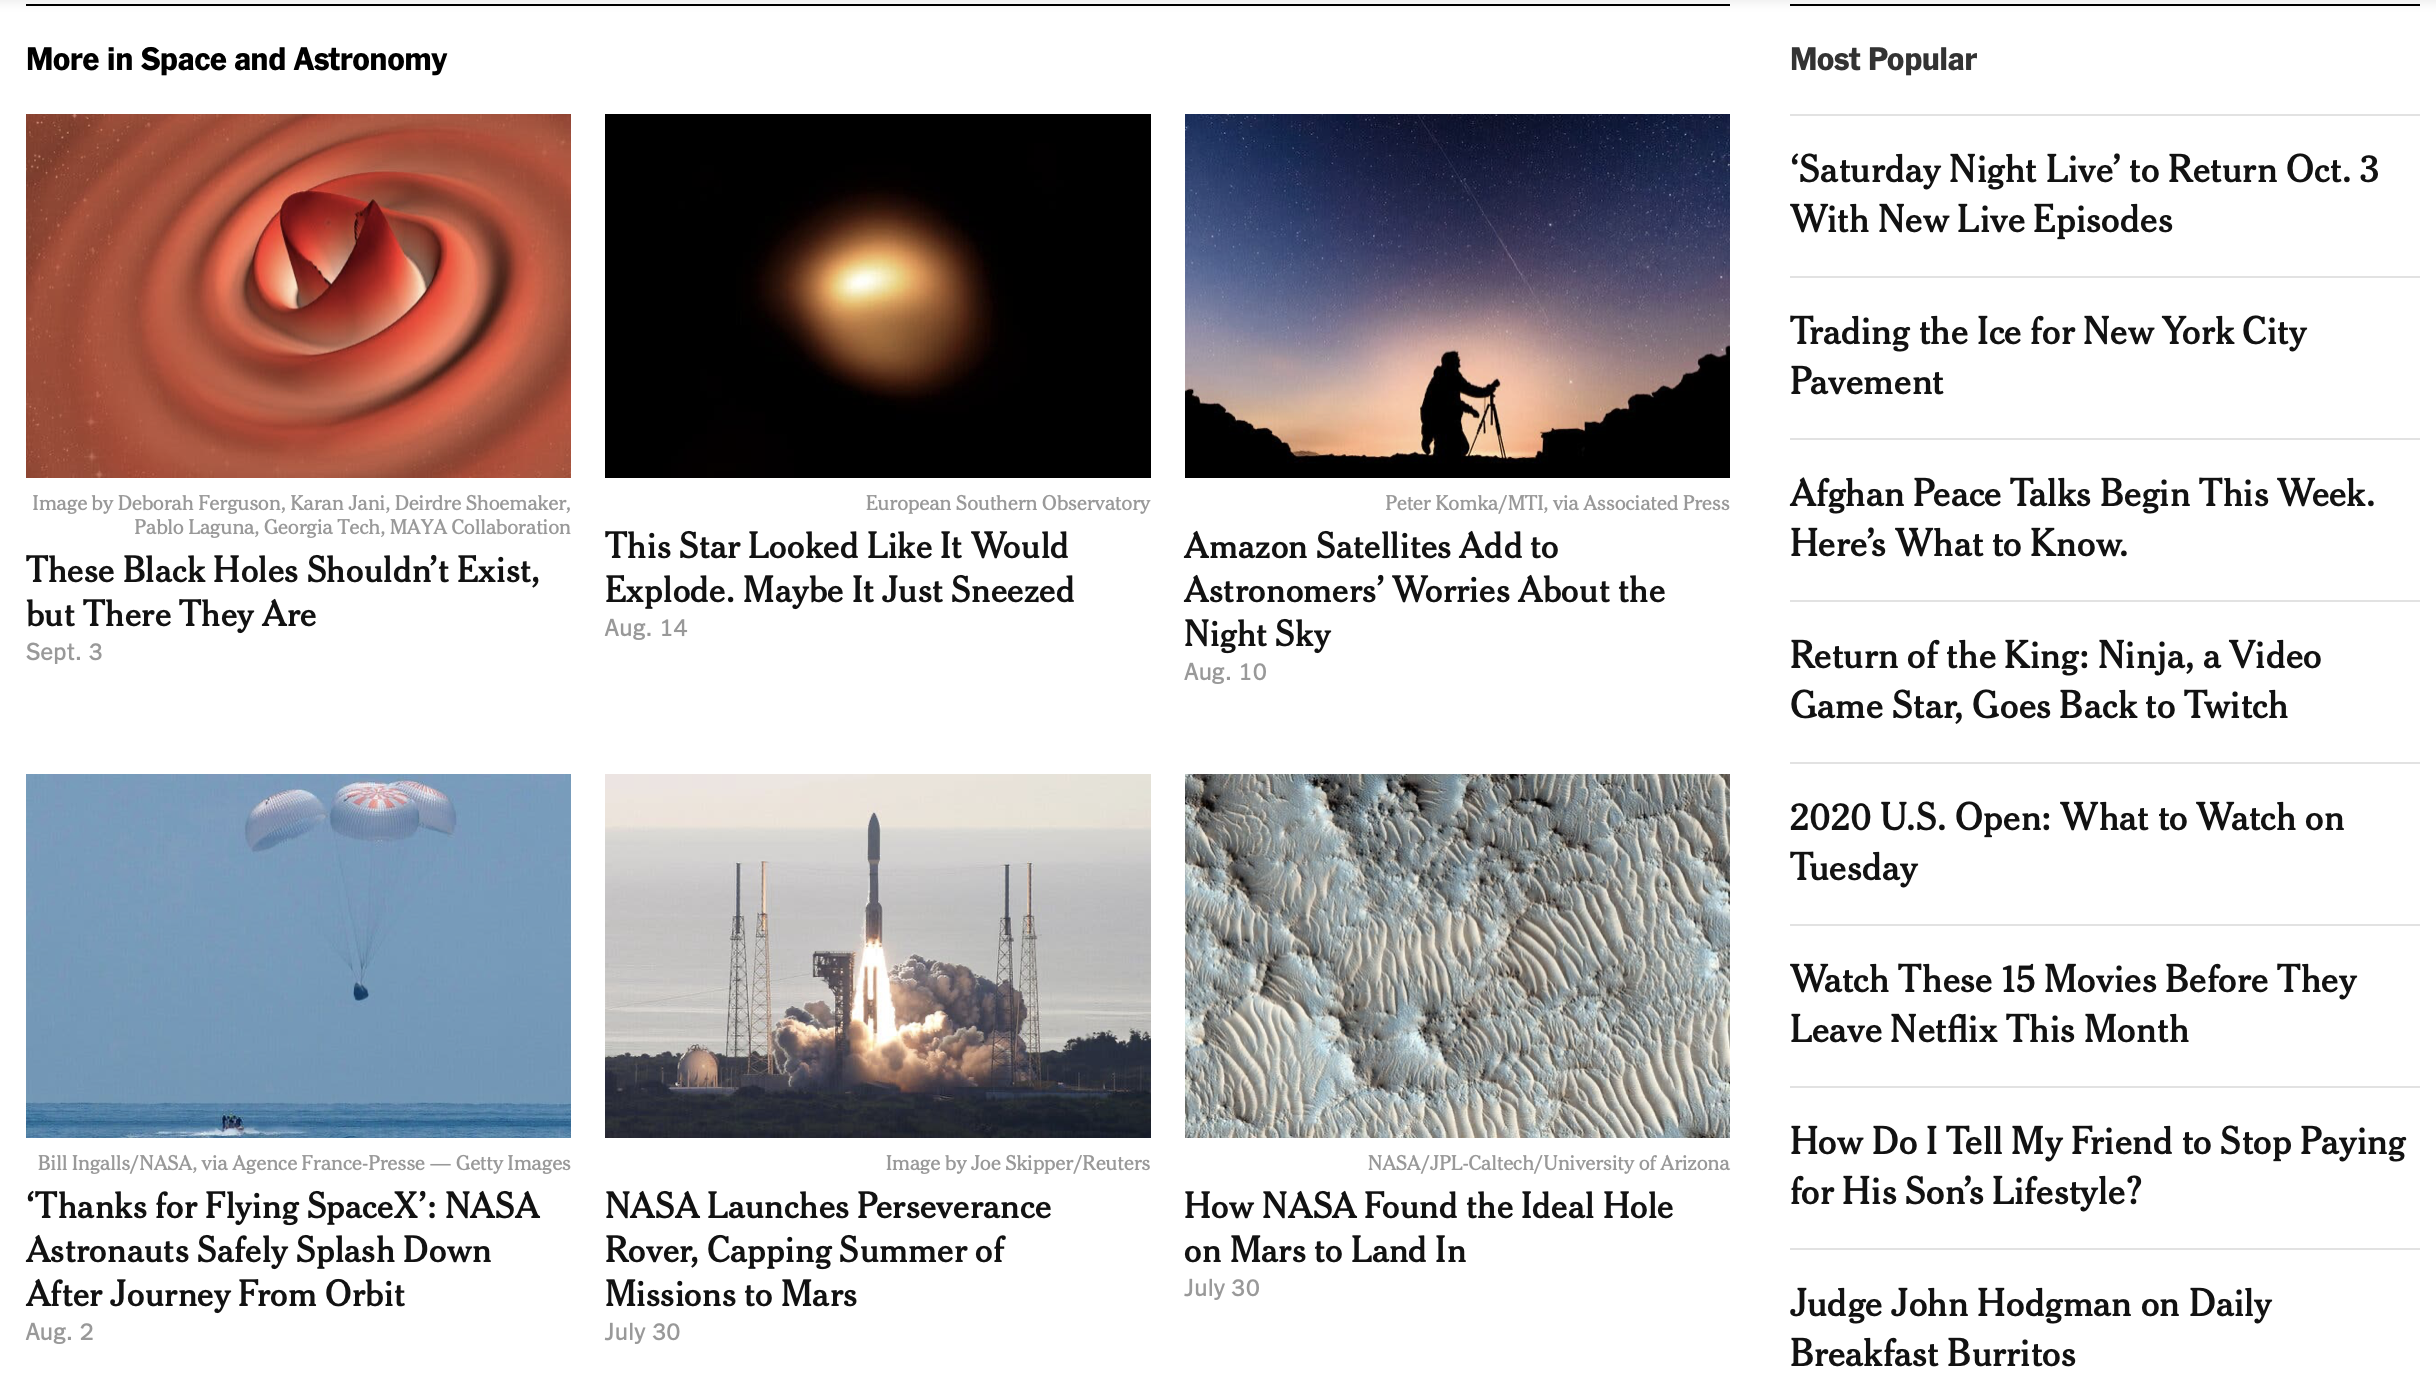 More in Space and Astronomy
Image by Deborah Ferguson, Karan Jani, Deirdre Shoemaker,
Pablo Laguna, Georgia Tech, MAYA Collaboration
These Black Holes Shouldn’t Exist,
but There They Are
Sept. 3
European Southern Observatory
This Star Looked Like It Would
Explode. Maybe It Just Sneezed
Aug. 14
Peter Komka/MTI, via Associated Press
Amazon Satellites Add to
Astronomers’ Worries About the
Night Sky
Aug. 10
Bill Ingalls/NASA, via Agence France-Presse — Getty Images
‘Thanks for Flying SpaceX’: NASA
Astronauts Safely Splash Down
After Journey From Orbit
Aug. 2
Image by Joe Skipper/Reuters
NASA Launches Perseverance
Rover, Capping Summer of
Missions to Mars
July 30
NASA/JPL-Caltech/University of Arizona
How NASA Found the Ideal Hole
on Mars to Land In
July 30
Most Popular
‘Saturday Night Live’ to Return Oct. 3
With New Live Episodes
Trading the Ice for New York City
Pavement
Afghan Peace Talks Begin This Week.
Here’s What to Know.
Return of the King: Ninja, a Video
Game Star, Goes Back to Twitch
2020 U.S. Open: What to Watch on
Tuesday
Watch These 15 Movies Before They
Leave Netflix This Month
How Do I Tell My Friend to Stop Paying
for His Son’s Lifestyle?
Judge John Hodgman on Daily
Breakfast Burritos